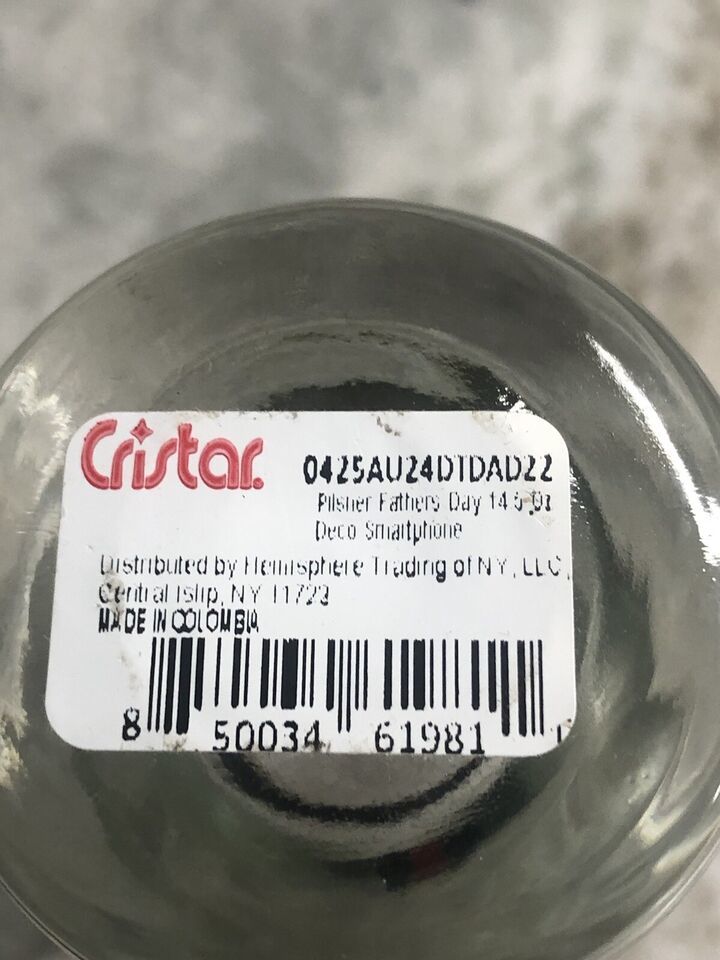 Cristar.
0425AU24DTDAD22
Pilsner Fathers Day 14.5 Oz
Deco Smartphone
Distributed by Hemisphere Trading of NY, LLC,
Central Islip, NY 11723
MADE IN COLOMBIA
8 50034 61981